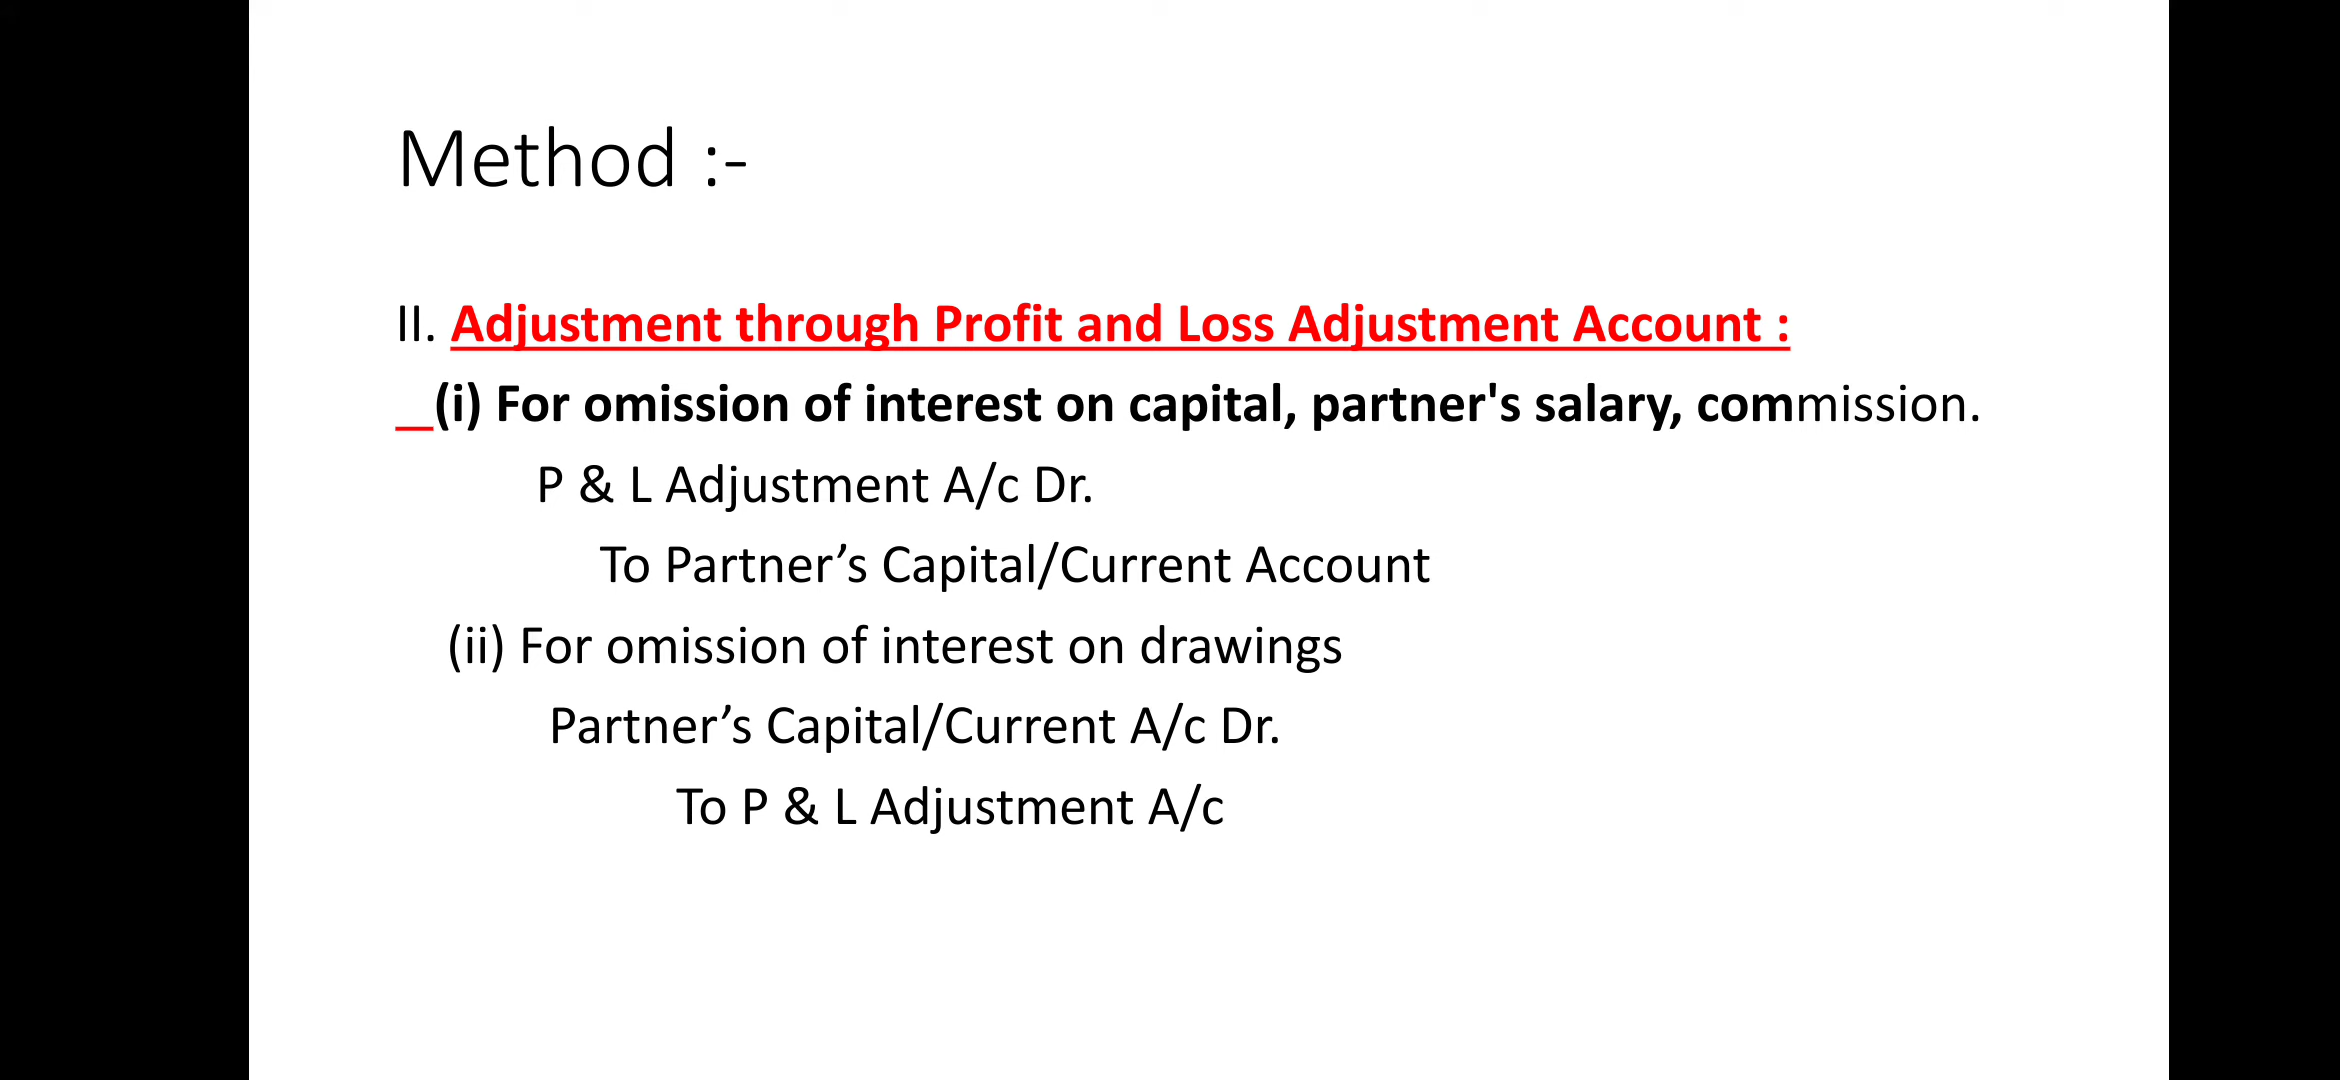 Method :-
II. Adjustment through Profit and Loss Adjustment Account :
(i) For omission of interest on capital, partner's salary, commission.
P & L Adjustment A/c Dr.
To Partner’s Capital/Current Account
(ii) For omission of interest on drawings
Partner’s Capital/Current A/c Dr.
To P & L Adjustment A/c